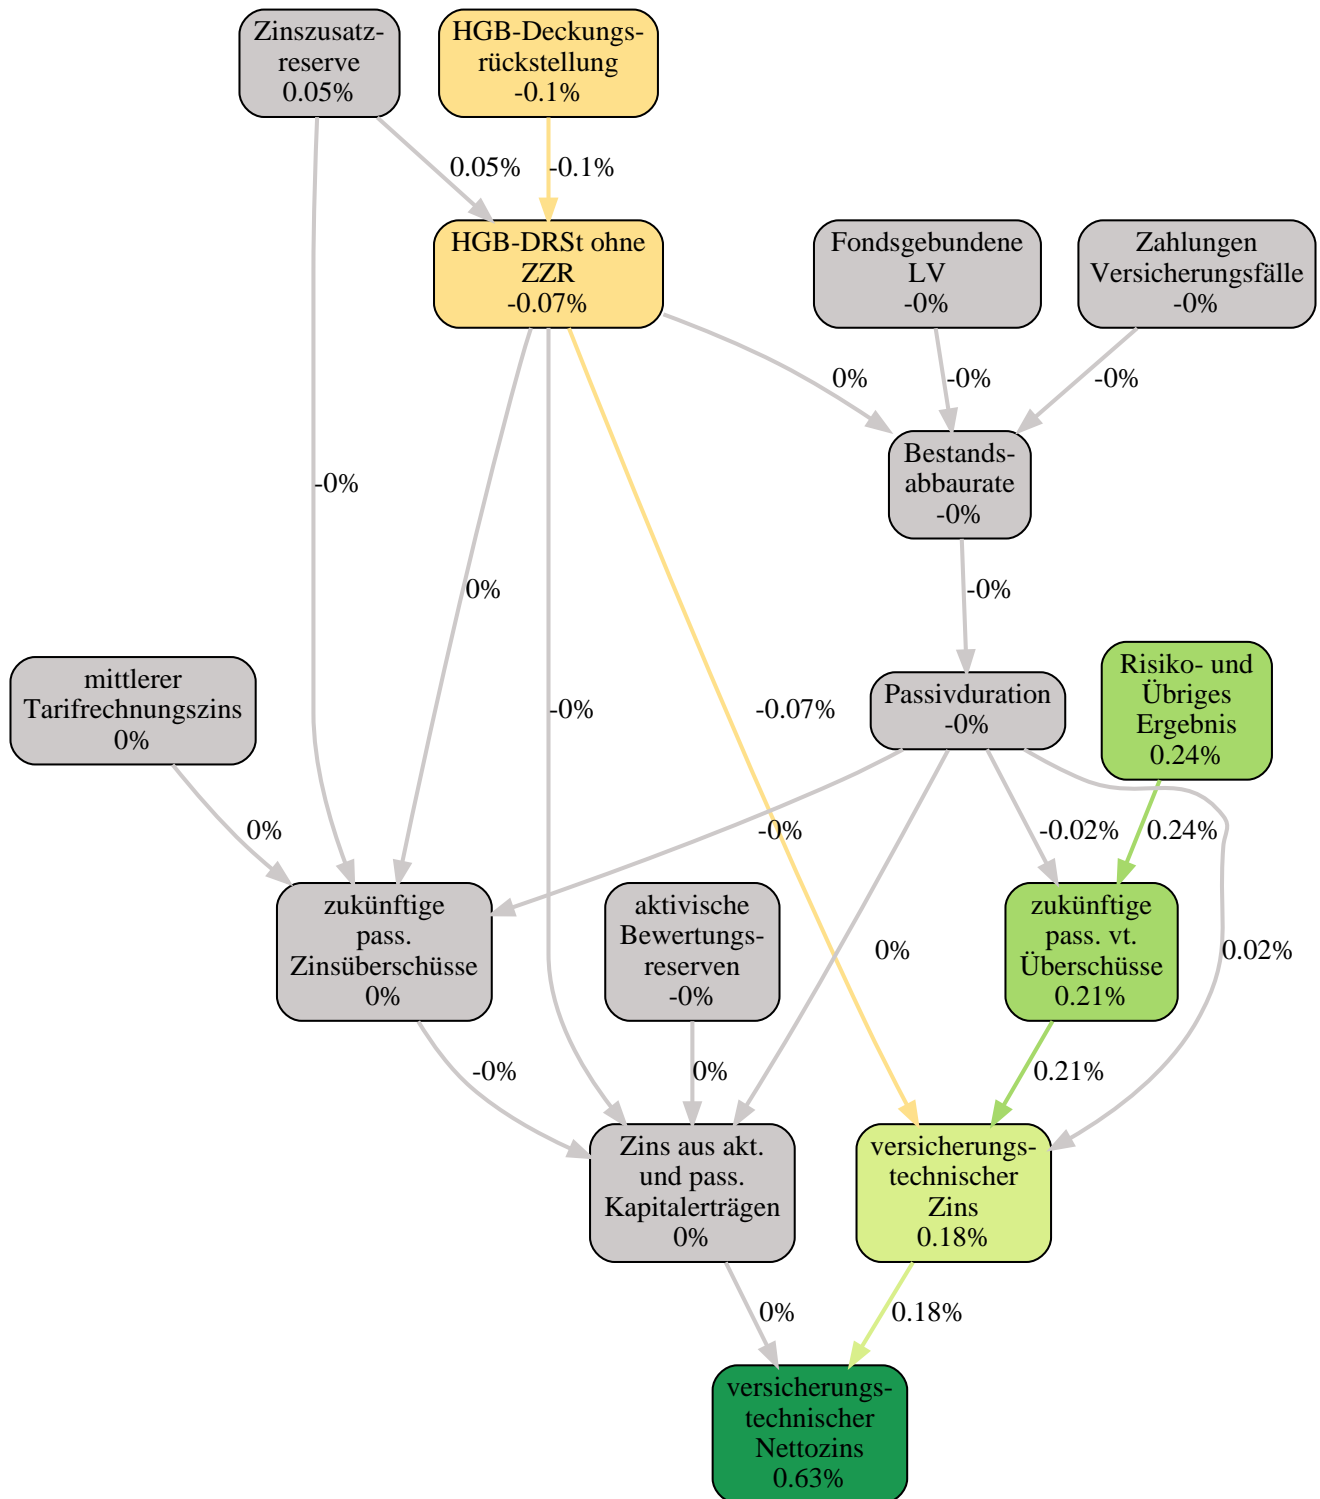 Zinszusatz-
reserve
0.05%
HGB-Deckungs-
rückstellung
-0.1%
0.05%
-0.1%
HGB-DRSt ohne
ZZR
-0.07%
Fondsgebundene
LV
-0%
Zahlungen
Versicherungsfälle
-0%
0%
-0%
-0%
Bestands-
abbaurate
-0%
-0%
0%
-0%
mittlerer
Tarifrechnungszins
0%
-0%
-0.07%
Passivduration
-0%
Risiko- und
Übriges
Ergebnis
0.24%
0%
-0%
-0.02%
0.24%
zukünftige
pass.
Zinsüberschüsse
0%
aktivische
Bewertungs-
reserven
-0%
0%
zukünftige
pass. vt.
Überschüsse
0.21%
0.02%
-0%
0%
0.21%
Zins aus akt.
und pass.
Kapitalerträgen
0%
versicherungs-
technischer
Zins
0.18%
0%
0.18%
versicherungs-
technischer
Nettozins
0.63%